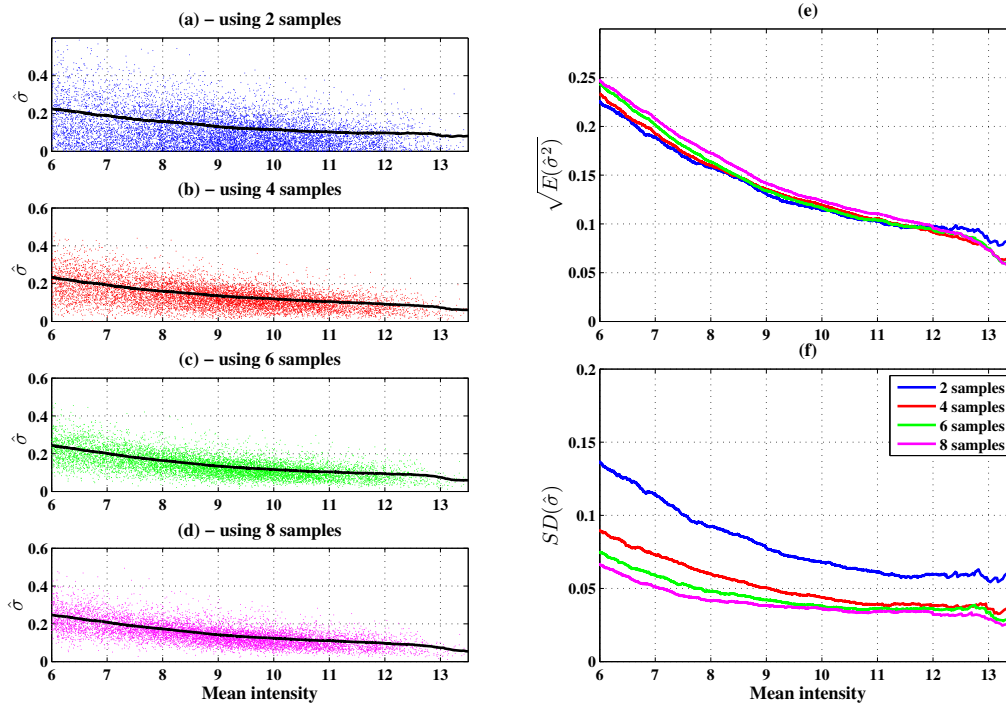 (a) − using 2 samples
0.4
0.2
0
σ̂
6 7 8 9 10 11 12 13
(b) − using 4 samples
0.6
0.4
0.2
0
σ̂
6 7 8 9 10 11 12 13
(c) − using 6 samples
0.6
0.4
0.2
0
σ̂
6 7 8 9 10 11 12 13
(d) − using 8 samples
0.6
0.4
0.2
0
σ̂
6 7 8 9 10 11 12 13
Mean intensity
(e)
0.25
0.2
0.15
0.1
0.05
0
√E(σ̂²)
6 7 8 9 10 11 12 13
(f)
0.2
0.15
0.1
0.05
0
SD(σ̂)
2 samples
4 samples
6 samples
8 samples
6 7 8 9 10 11 12 13
Mean intensity